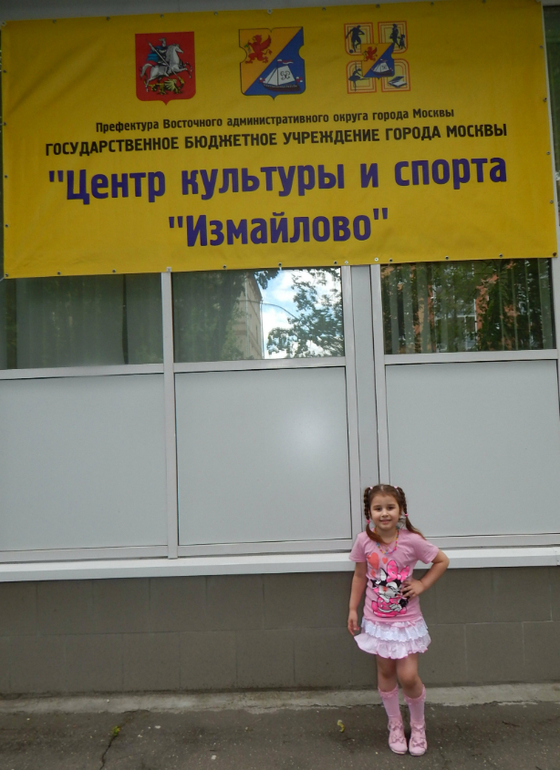 Префектура Восточного административного округа города Москвы
ГОСУДАРСТВЕННОЕ БЮДЖЕТНОЕ УЧРЕЖДЕНИЕ ГОРОДА МОСКВЫ
"Центр культуры и спорта
"Измайлово"